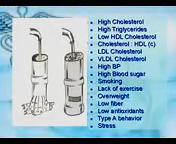 High Cholesterol
High Triglycerides
Low HDL Cholesterol
Cholesterol : HDL (c)
LDL Cholesterol
VLDL Cholesterol
High BP
High Blood sugar
Smoking
Lack of exercise
Overweight
Low fiber
Low antioxidants
Type A behavior
Stress